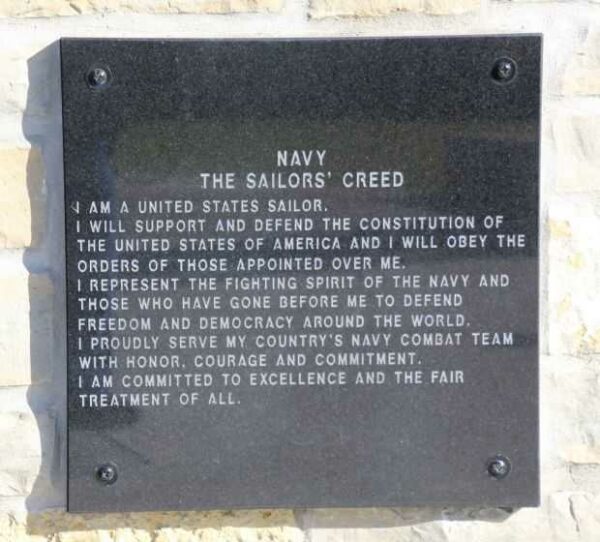 NAVY
THE SAILORS' CREED
I AM A UNITED STATES SAILOR.
I WILL SUPPORT AND DEFEND THE CONSTITUTION OF
THE UNITED STATES OF AMERICA AND I WILL OBEY THE
ORDERS OF THOSE APPOINTED OVER ME.
I REPRESENT THE FIGHTING SPIRIT OF THE NAVY AND
THOSE WHO HAVE GONE BEFORE ME TO DEFEND
FREEDOM AND DEMOCRACY AROUND THE WORLD.
I PROUDLY SERVE MY COUNTRY'S NAVY COMBAT TEAM
WITH HONOR, COURAGE AND COMMITMENT.
I AM COMMITTED TO EXCELLENCE AND THE FAIR
TREATMENT OF ALL.